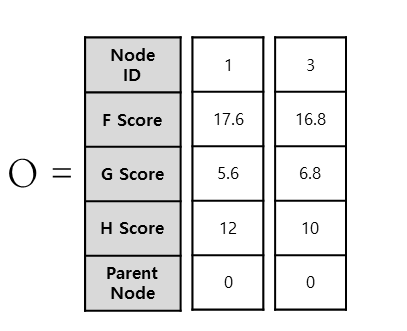 O =
Node ID 1 3
F Score 17.6 16.8
G Score 5.6 6.8
H Score 12 10
Parent Node 0 0